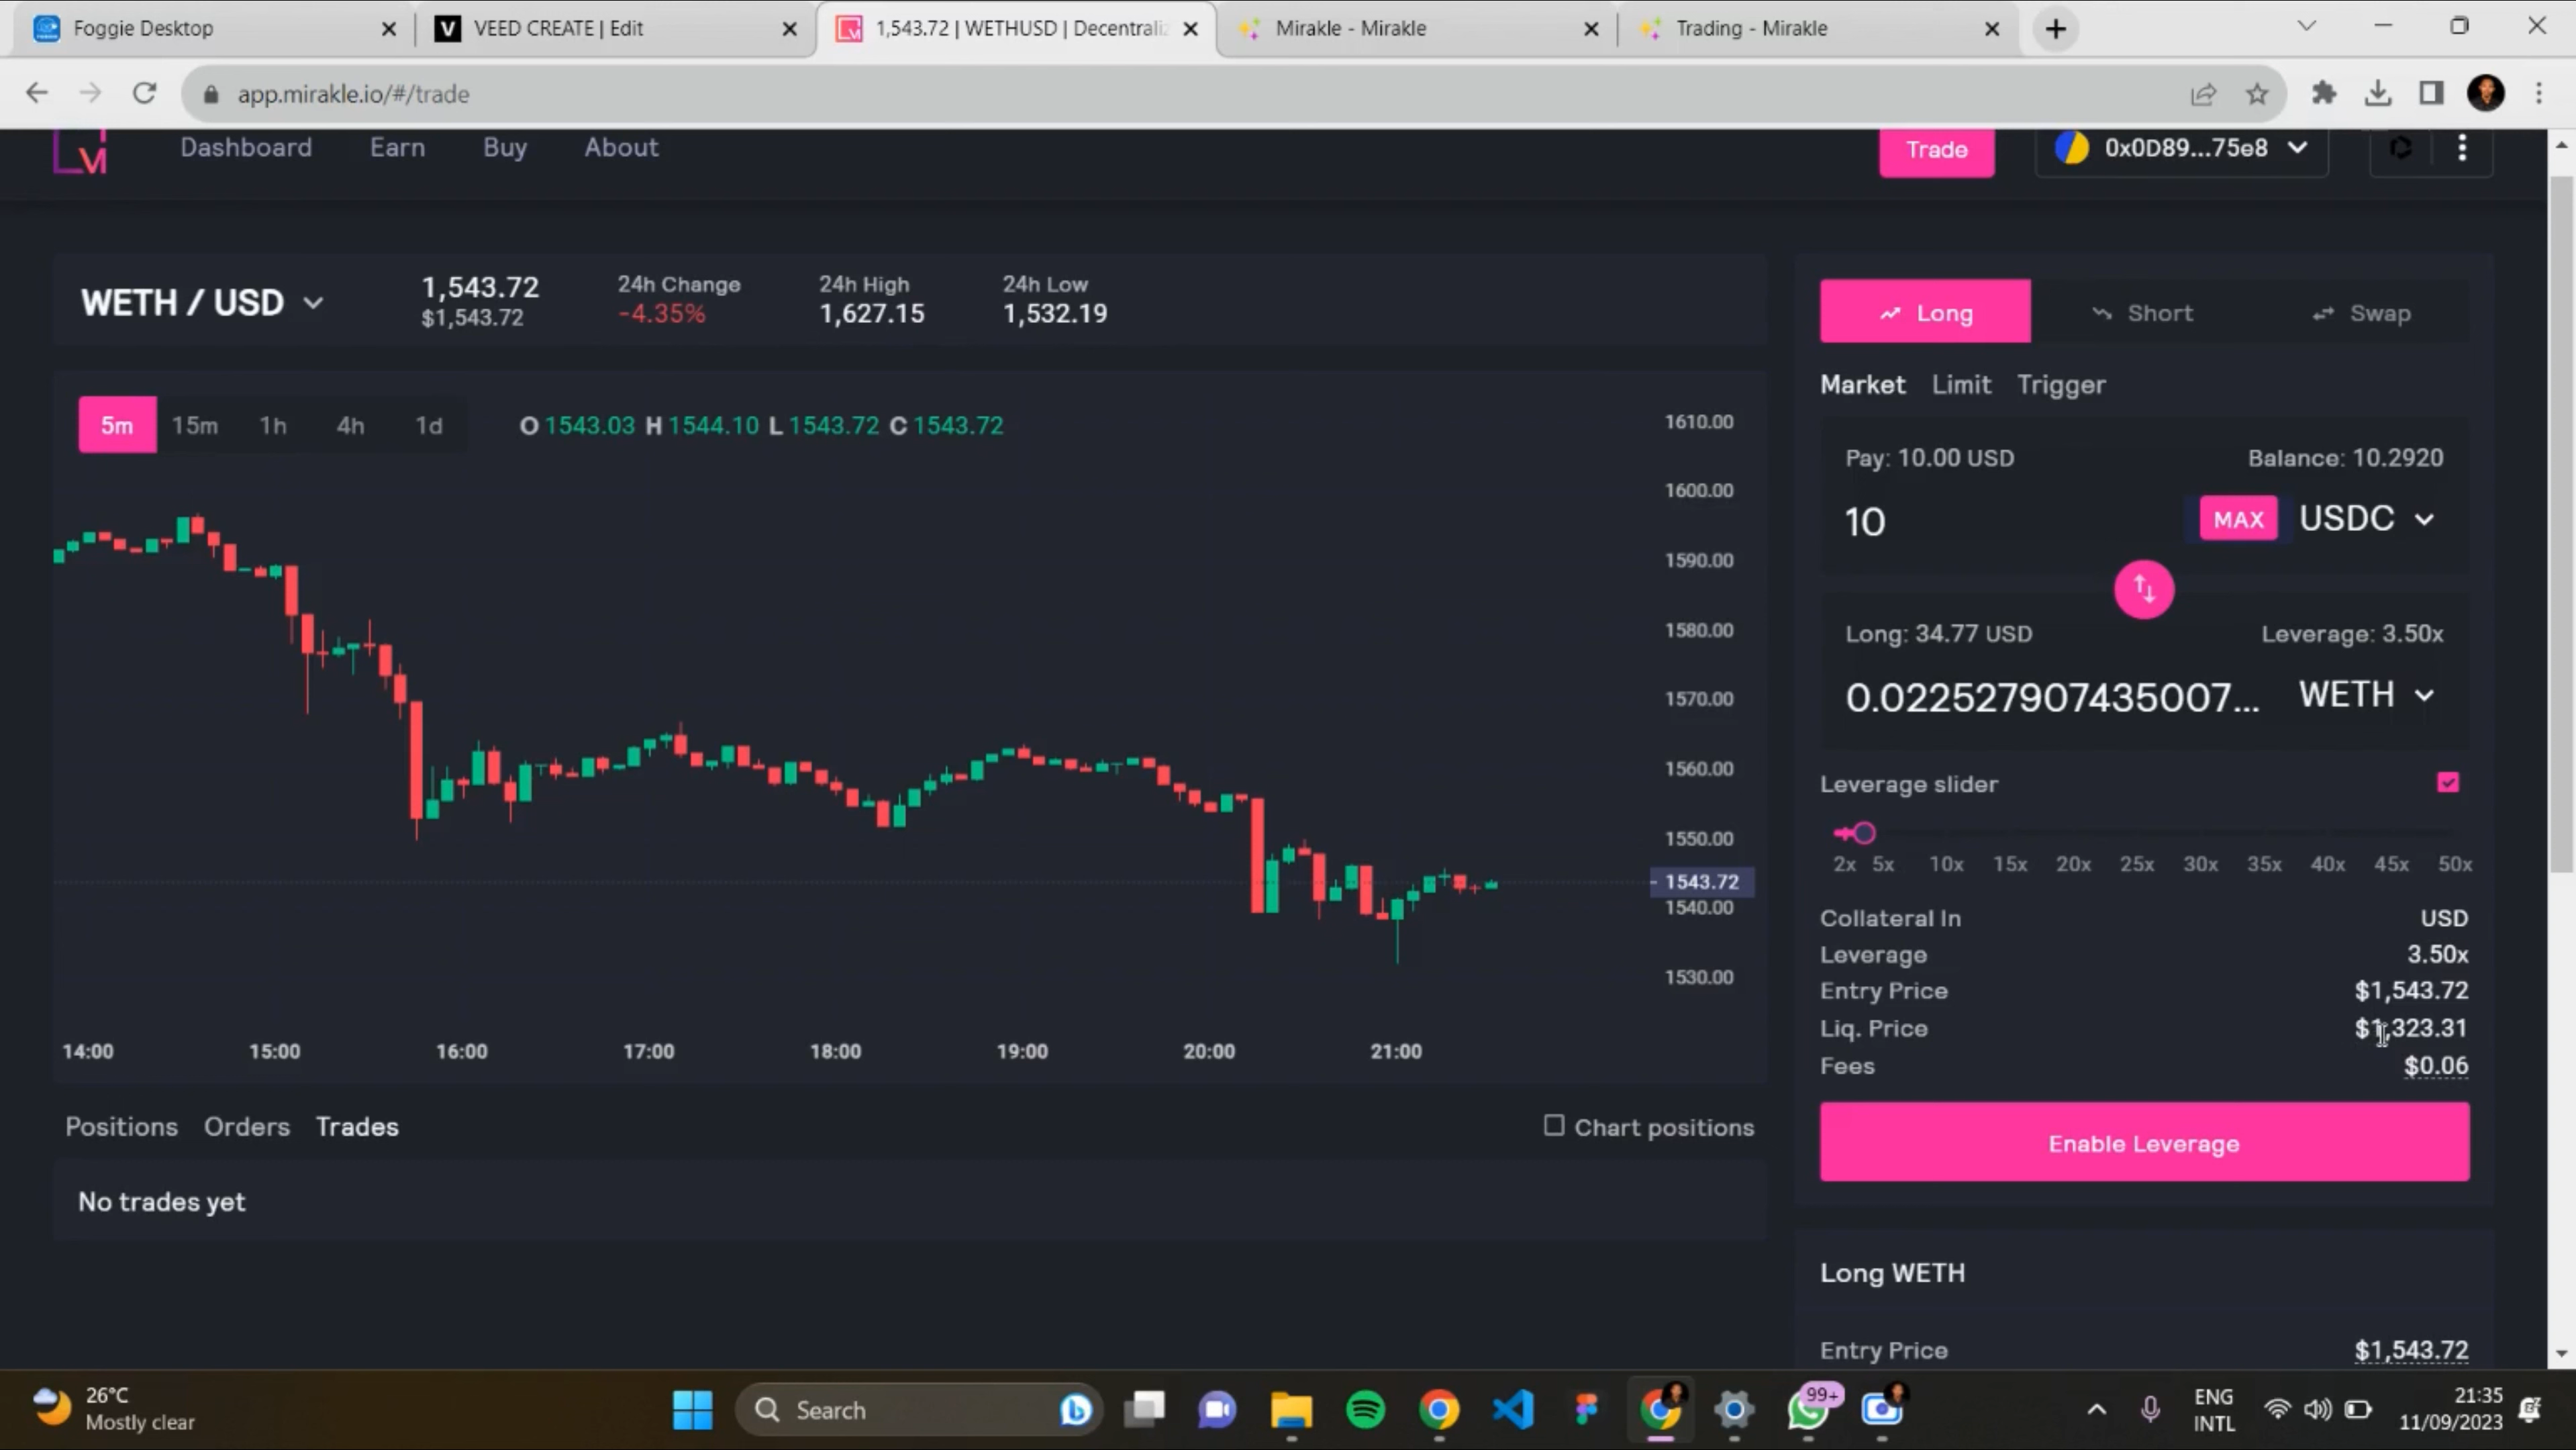 Foggie Desktop
VEED CREATE | Edit
1,543.72 | WETHUSD | Decentraliz
Mirakle - Mirakle
Trading - Mirakle
app.mirakle.io/#/trade
Dashboard Earn Buy About
Trade
0x0D89...75e8
WETH / USD
1,543.72
$1,543.72
24h Change
-4.35%
24h High
1,627.15
24h Low
1,532.19
5m 15m 1h 4h 1d
O 1543.03 H 1544.10 L 1543.72 C 1543.72
1610.00
1600.00
1590.00
1580.00
1570.00
1560.00
1550.00
1543.72
1540.00
1530.00
14:00 15:00 16:00 17:00 18:00 19:00 20:00 21:00
Positions Orders Trades
Chart positions
No trades yet
Long Short Swap
Market Limit Trigger
Pay: 10.00 USD Balance: 10.2920
10 MAX USDC
Long: 34.77 USD Leverage: 3.50x
0.022527907435007... WETH
Leverage slider
2x 5x 10x 15x 20x 25x 30x 35x 40x 45x 50x
Collateral In USD
Leverage 3.50x
Entry Price $1,543.72
Liq. Price $1,323.31
Fees $0.06
Enable Leverage
Long WETH
Entry Price $1,543.72
26°C
Mostly clear
Search
99+
ENG
INTL
21:35
11/09/2023